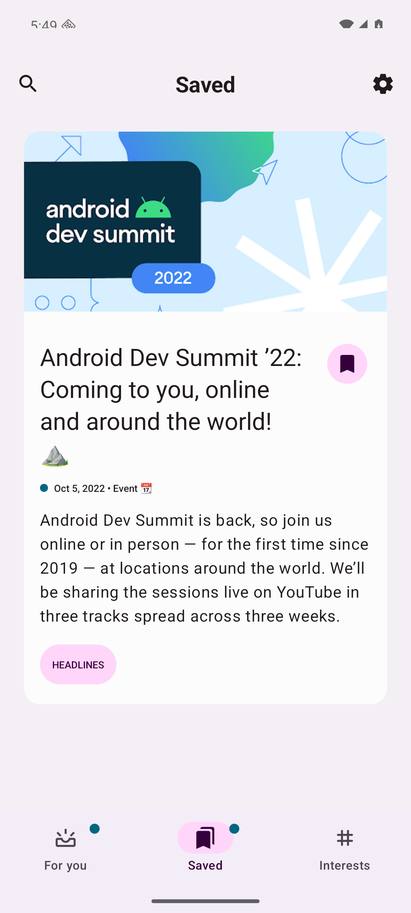 5:49
Saved
android
dev summit
2022
Android Dev Summit ’22:
Coming to you, online
and around the world!
⛰️
Oct 5, 2022 • Event 📆
Android Dev Summit is back, so join us
online or in person — for the first time since
2019 — at locations around the world. We’ll
be sharing the sessions live on YouTube in
three tracks spread across three weeks.
HEADLINES
For you
Saved
Interests